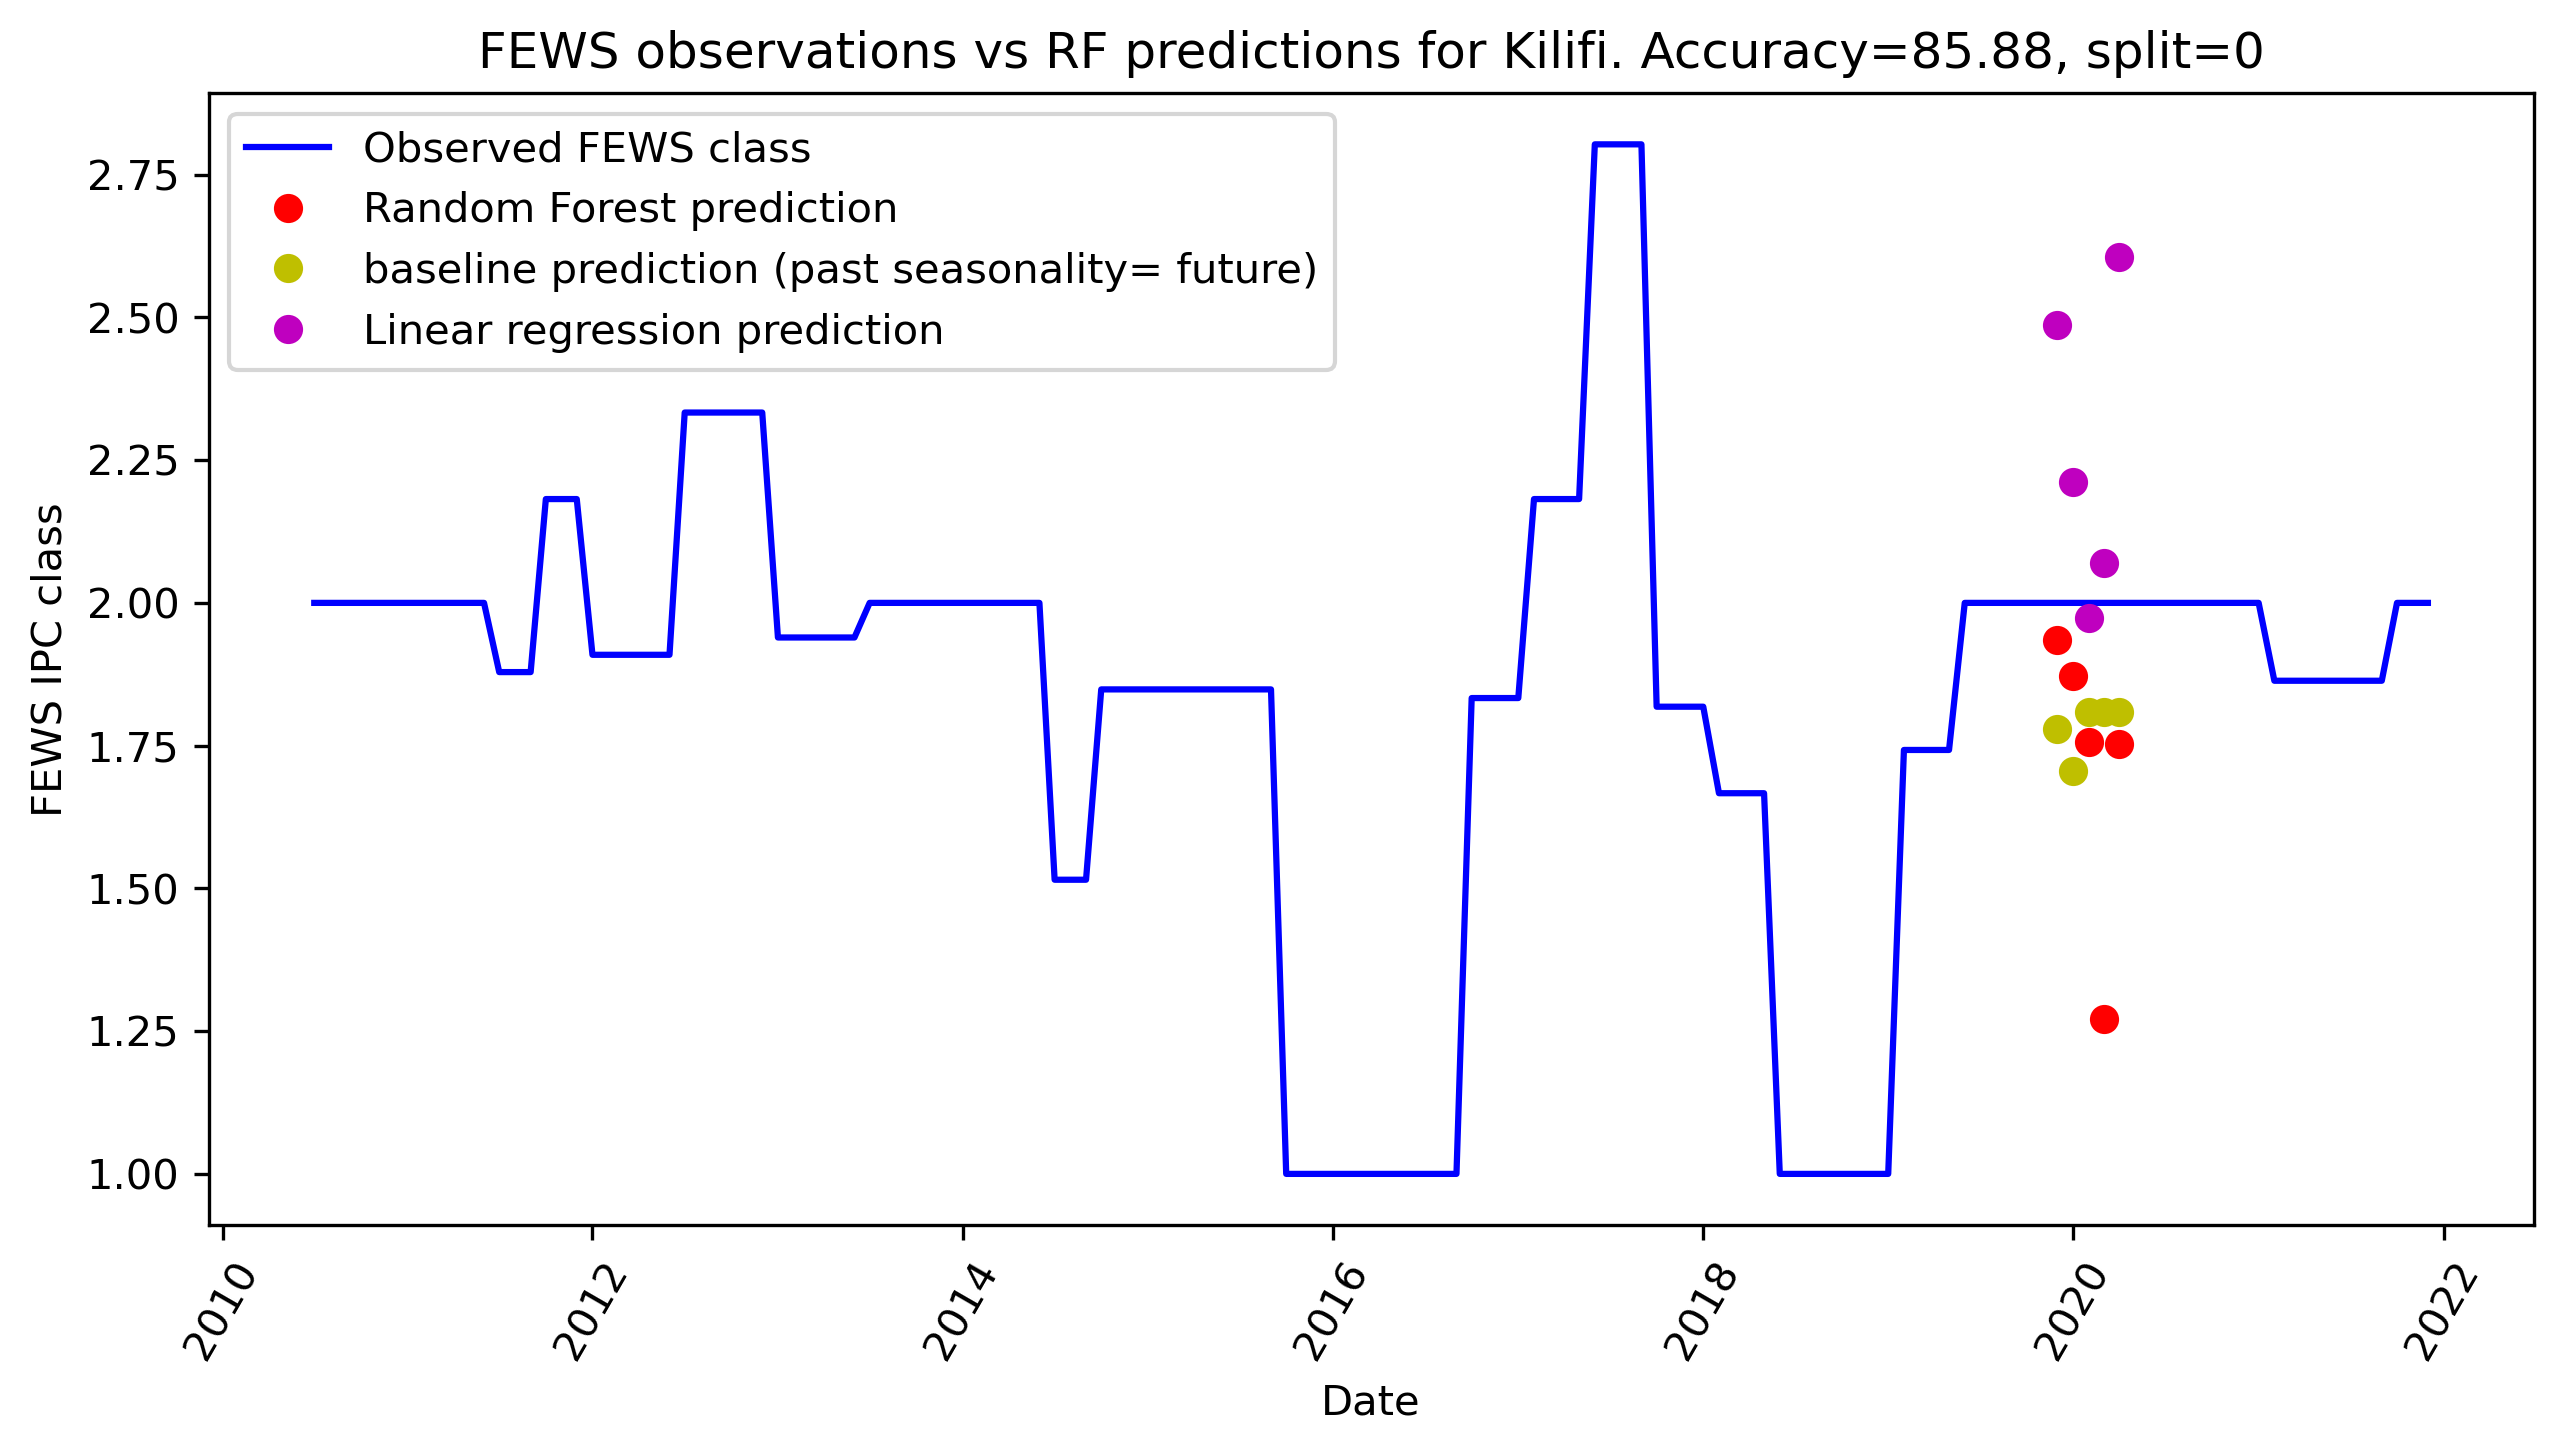 FEWS observations vs RF predictions for Kilifi. Accuracy=85.88, split=0
Observed FEWS class
Random Forest prediction
baseline prediction (past seasonality= future)
Linear regression prediction
FEWS IPC class
2.75
2.50
2.25
2.00
1.75
1.50
1.25
1.00
2010
2012
2014
2016
2018
2020
2022
Date